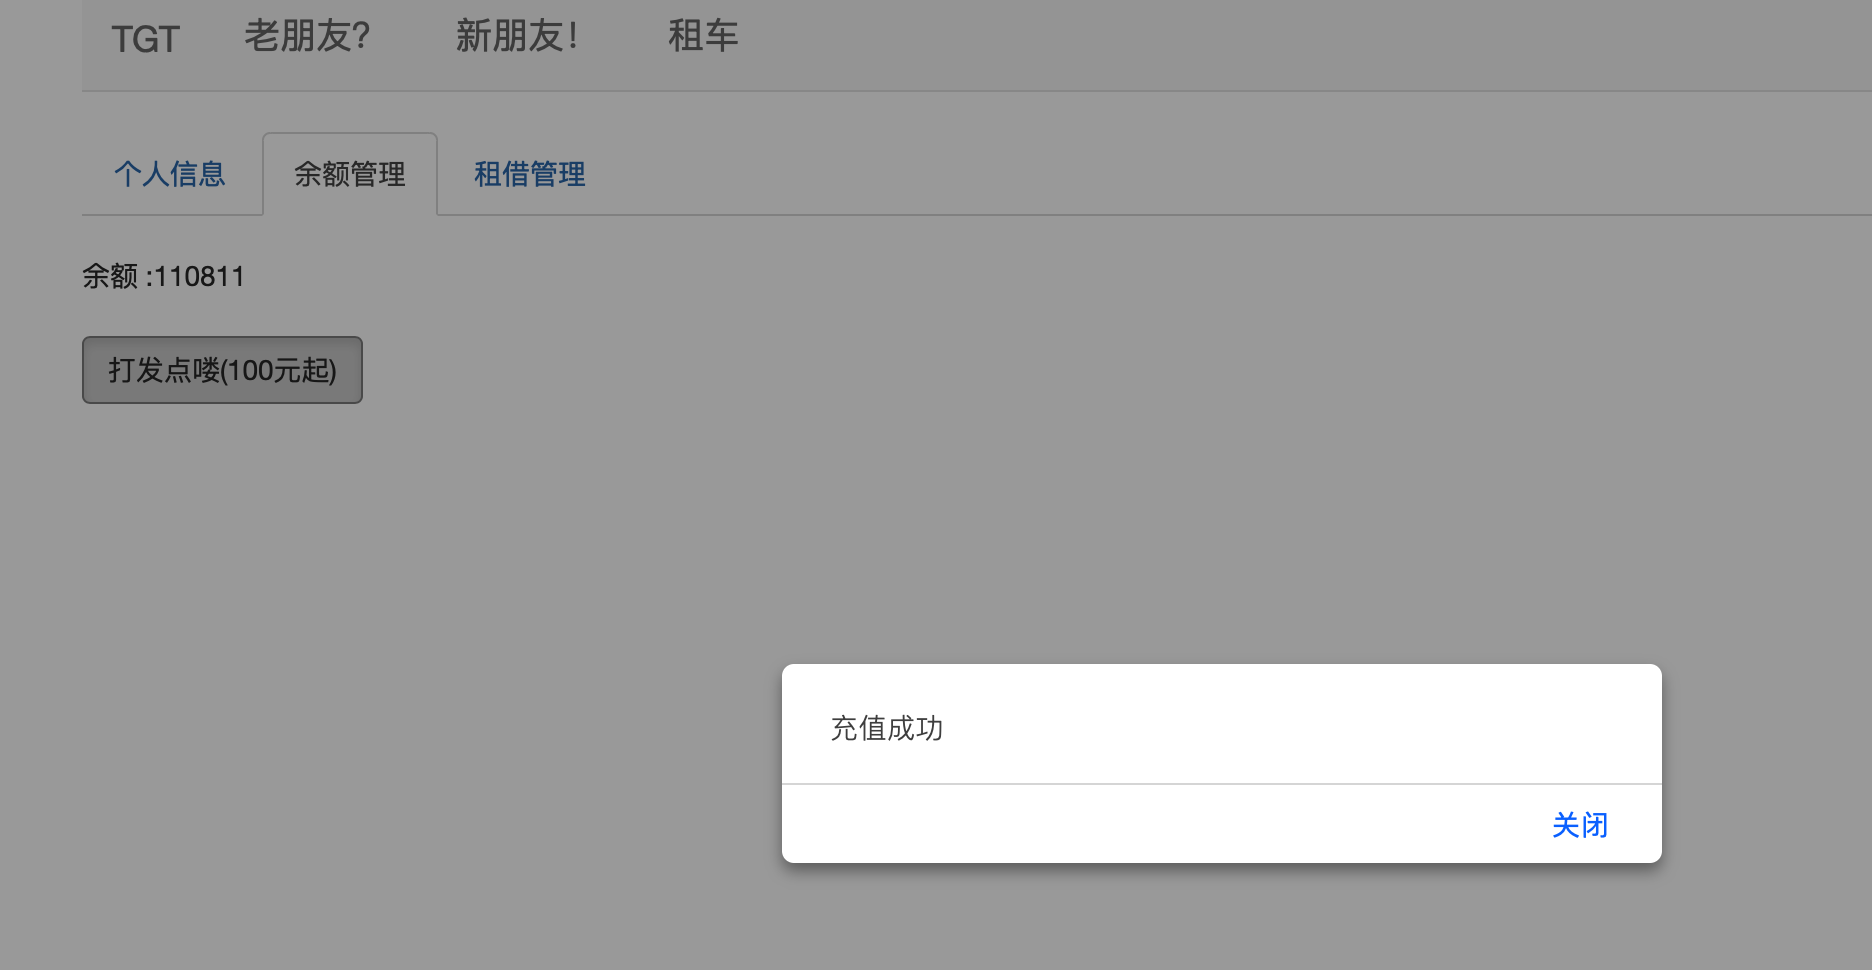 TGT 老朋友? 新朋友! 租车
个人信息 余额管理 租借管理
余额 :110811
打发点喽(100元起)
充值成功
关闭